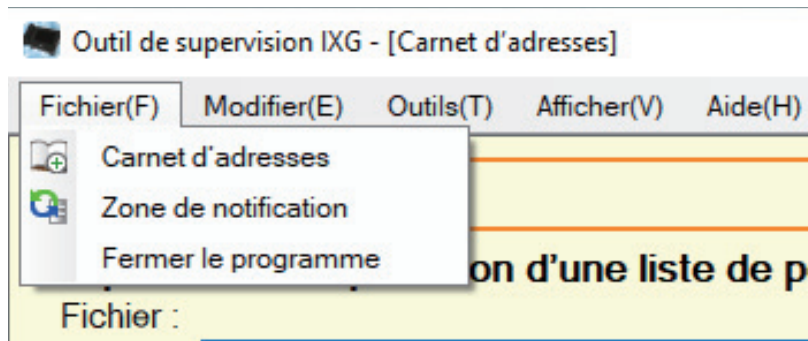 Outil de supervision IXG - [Carnet d'adresses]
Fichier(F) Modifier(E) Outils(T) Afficher(V) Aide(H)
Carnet d'adresses
Zone de notification
Fermer le programme
d'une liste de
Fichier :